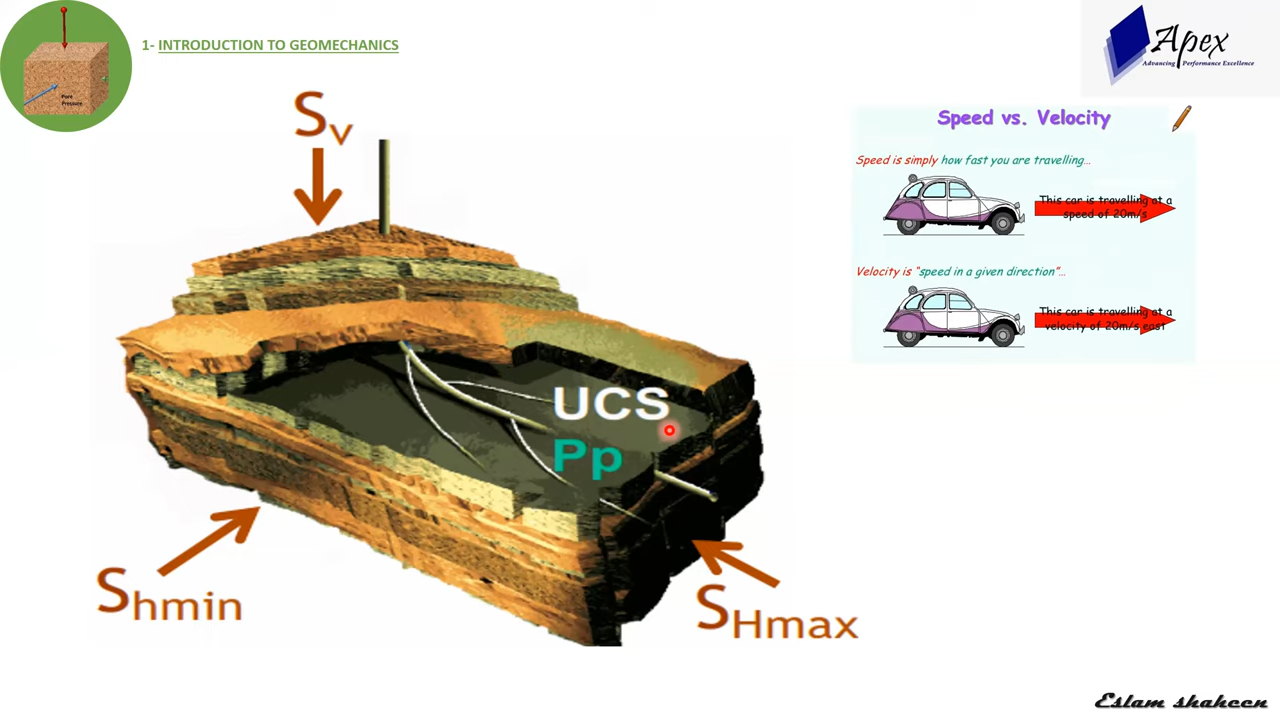 1- INTRODUCTION TO GEOMECHANICS
Pore
Pressure
Apex
Advancing Performance Excellence
Sv
UCS
Pp
Shmin
SHmax
Speed vs. Velocity
Speed is simply how fast you are travelling…
This car is travelling at a
speed of 20m/s
Velocity is “speed in a given direction”…
This car is travelling at a
velocity of 20m/s east
Eslam shaheen